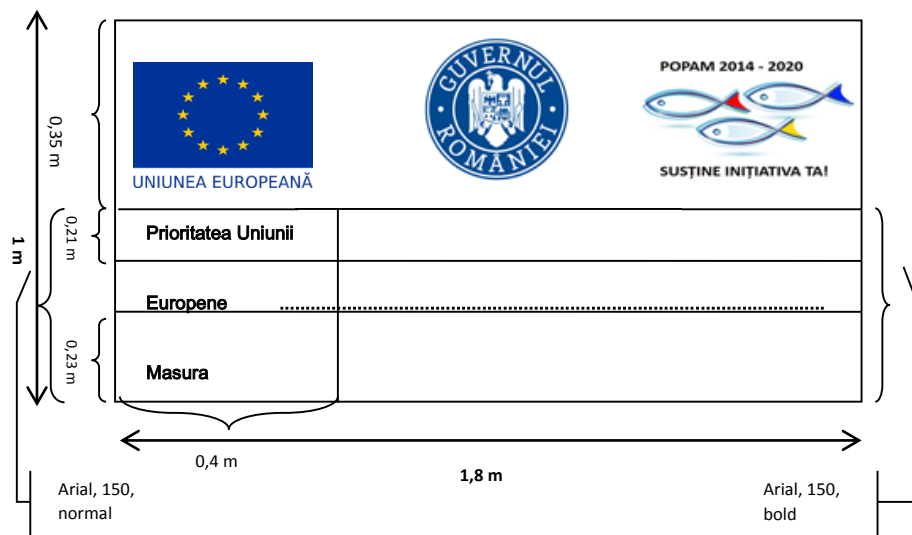 POPAM 2014 - 2020
GUVERNUL ROMÂNIEI
UNIUNEA EUROPEANĂ
SUSȚINE INIȚIATIVA TA!
0,35 m
1 m
0,21 m
Prioritatea Uniunii
Europene ........................................................
0,23 m
Masura
0,4 m
1,8 m
Arial, 150,
normal
Arial, 150,
bold